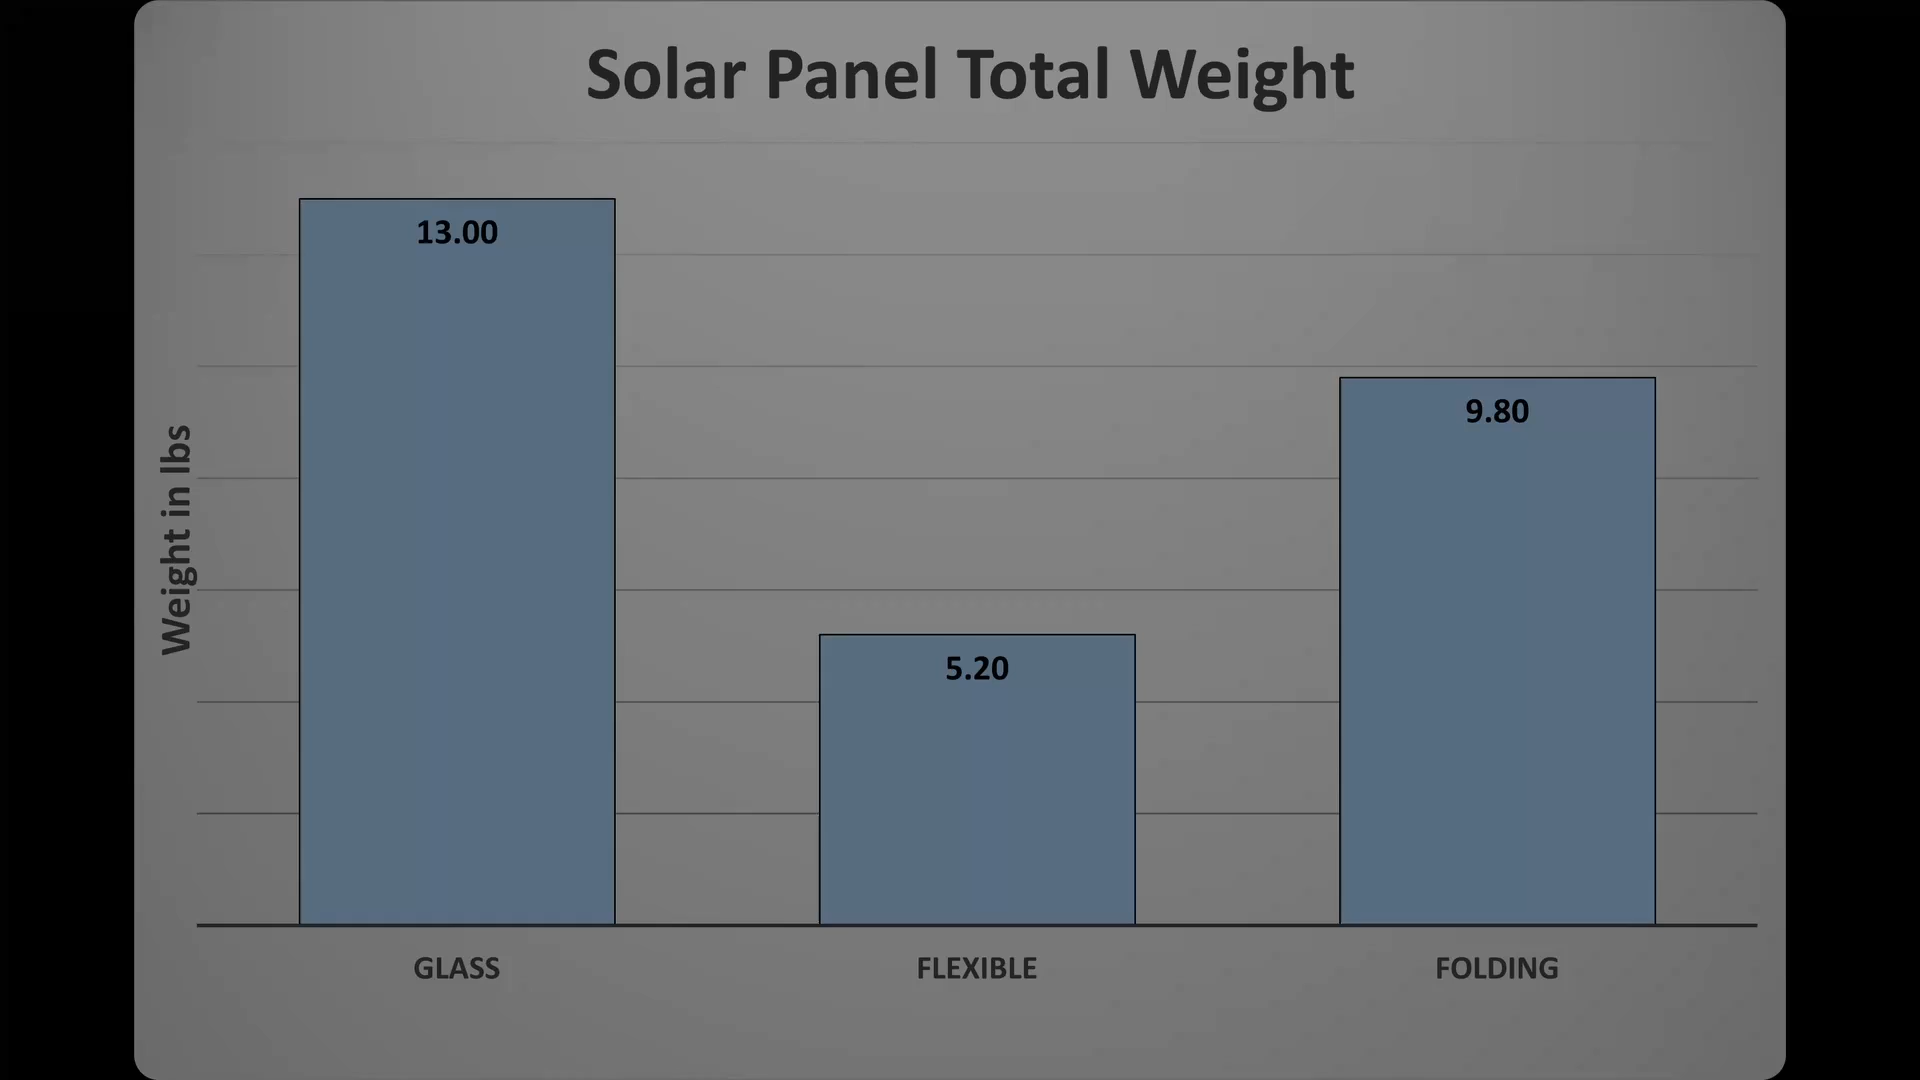 Solar Panel Total Weight
13.00
9.80
5.20
Weight in lbs
GLASS
FLEXIBLE
FOLDING